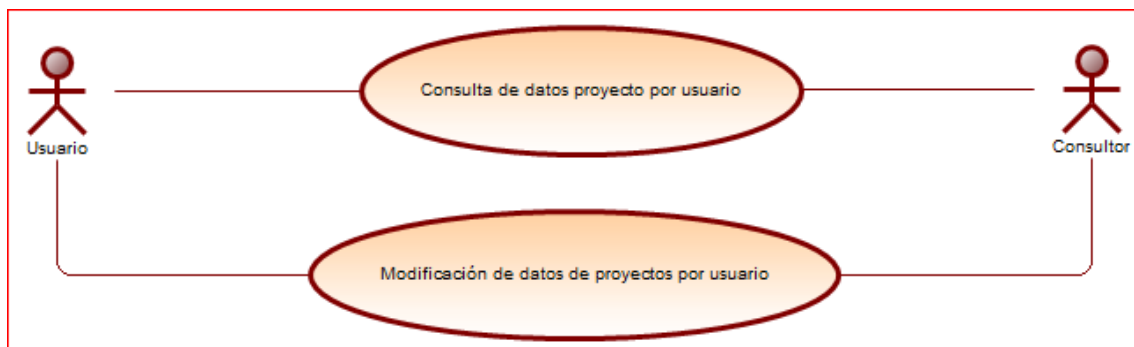 Consulta de datos proyecto por usuario
Usuario
Consultor
Modificación de datos de proyectos por usuario